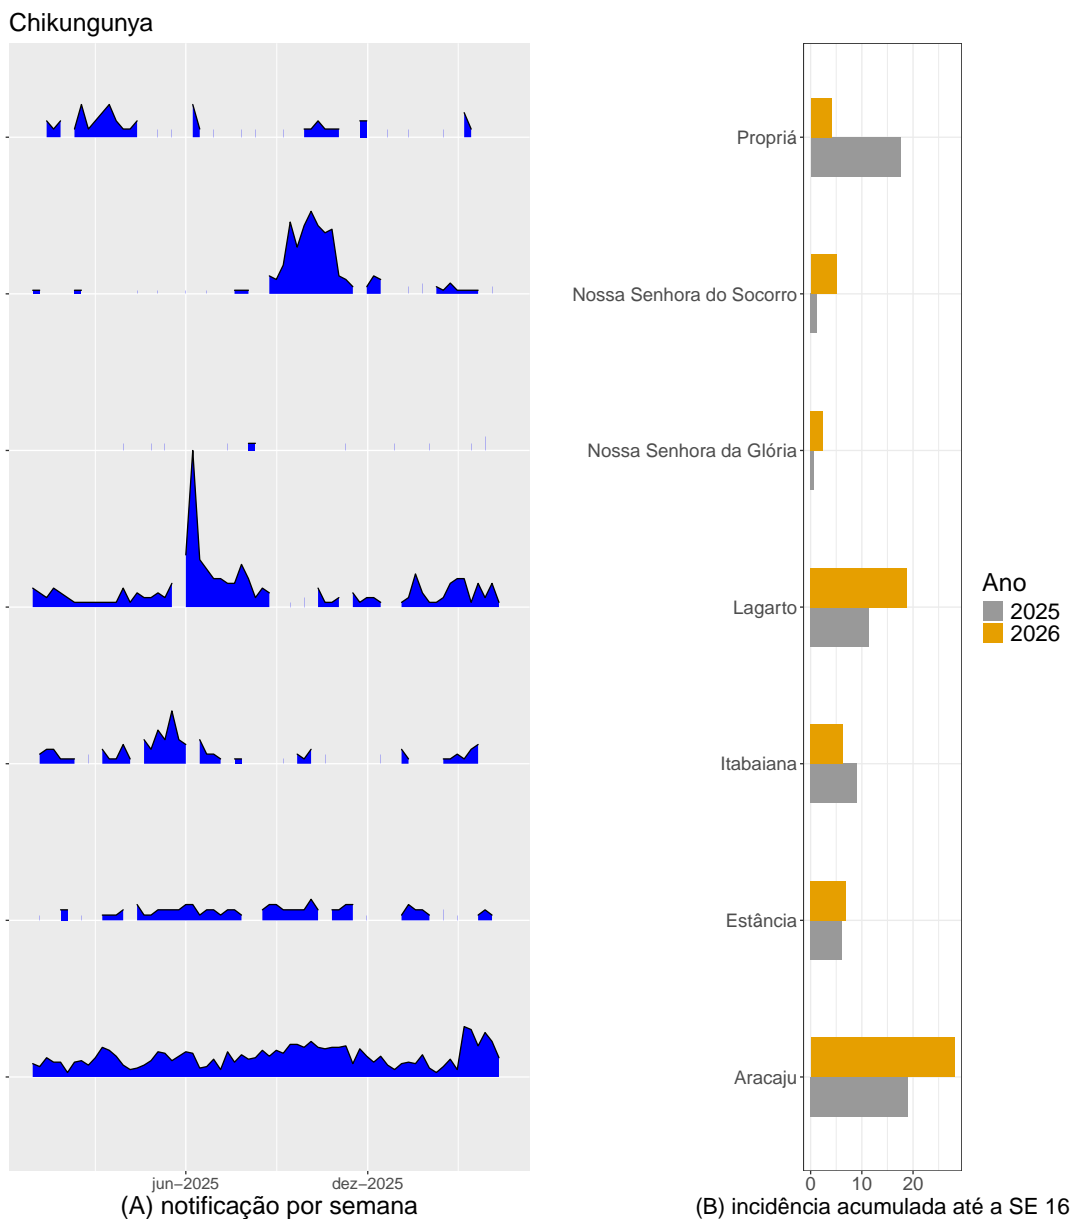 Chikungunya
Propriá
Nossa Senhora do Socorro
Nossa Senhora da Glória
Lagarto
Itabaiana
Estância
Aracaju
jun−2025
dez−2025
(A) notificação por semana
0
10
20
(B) incidência acumulada até a SE 16
Ano
2025
2026